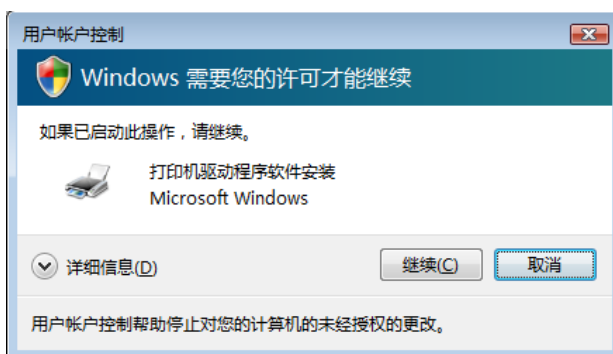 用户帐户控制
Windows 需要您的许可才能继续
如果已启动此操作，请继续。
打印机驱动程序软件安装
Microsoft Windows
详细信息(D)
继续(C)
取消
用户帐户控制帮助停止对您的计算机的未经授权的更改。